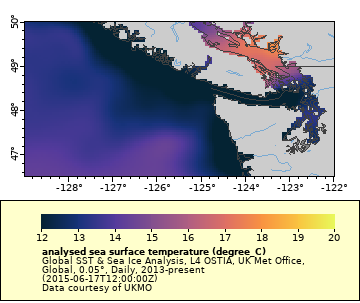 50°
49°
48°
47°
-128° -127° -126° -125° -124° -123° -122°
12 13 14 15 16 17 18 19 20
analysed sea surface temperature (degree_C)
Global SST & Sea Ice Analysis, L4 OSTIA, UK Met Office,
Global, 0.05°, Daily, 2013-present
(2015-06-17T12:00:00Z)
Data courtesy of UKMO